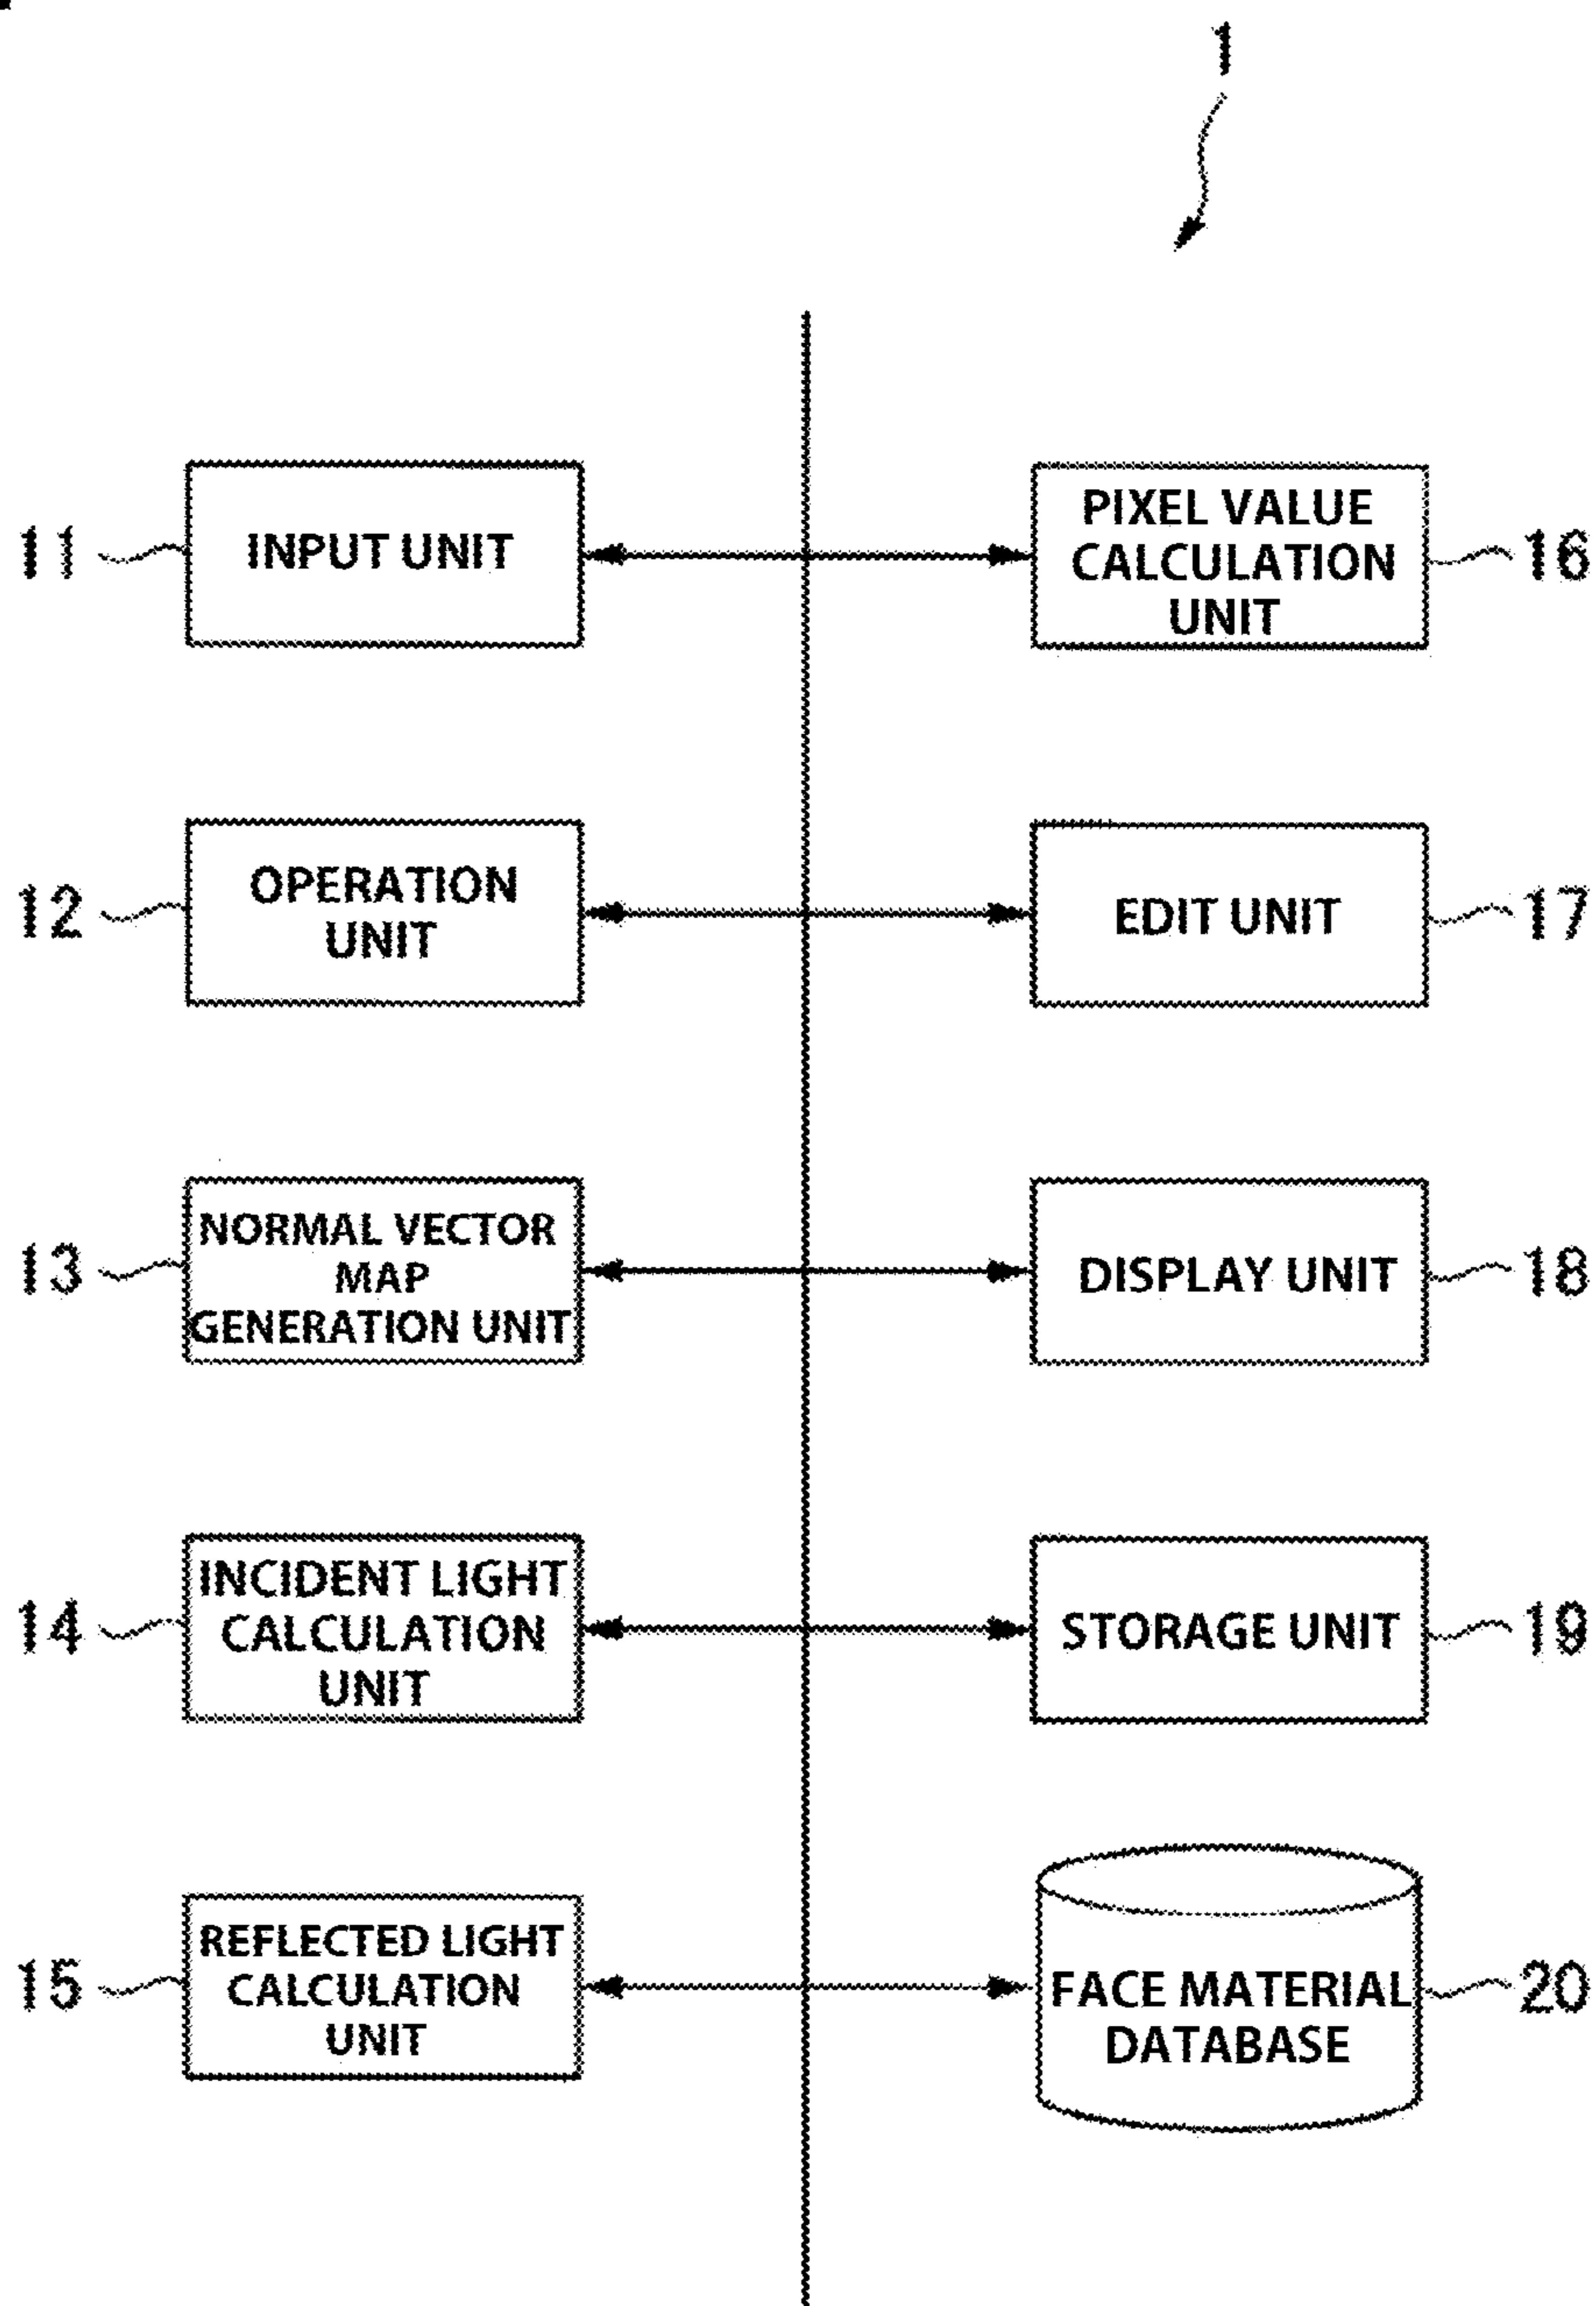 1
11
INPUT UNIT
PIXEL VALUE
CALCULATION
UNIT
16
12
OPERATION
UNIT
EDIT UNIT
17
13
NORMAL VECTOR
MAP
GENERATION UNIT
DISPLAY UNIT
18
14
INCIDENT LIGHT
CALCULATION
UNIT
STORAGE UNIT
19
15
REFLECTED LIGHT
CALCULATION
UNIT
FACE MATERIAL
DATABASE
20